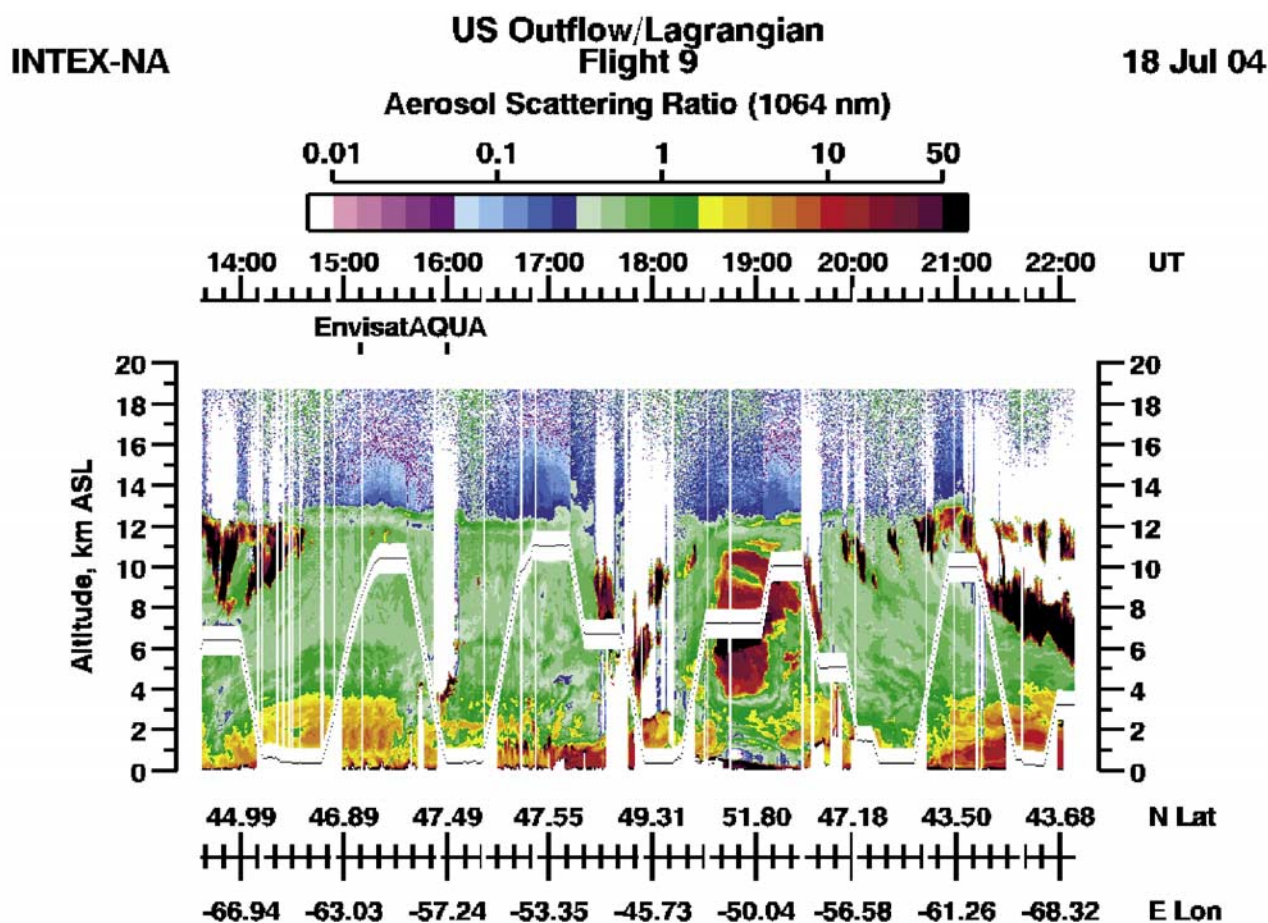 US Outflow/Lagrangian
INTEX-NA Flight 9 18 Jul 04
Aerosol Scattering Ratio (1064 nm)
0.01 0.1 1 10 50
14:00 15:00 16:00 17:00 18:00 19:00 20:00 21:00 22:00 UT
EnvisatAQUA
20 20
18 18
16 16
14 14
12 12
10 10
8 8
6 6
4 4
2 2
0 0
Altitude, km ASL
44.99 46.89 47.49 47.55 49.31 51.80 47.18 43.50 43.68 N Lat
-66.94 -63.03 -57.24 -53.35 -45.73 -50.04 -56.58 -61.26 -68.32 E Lon